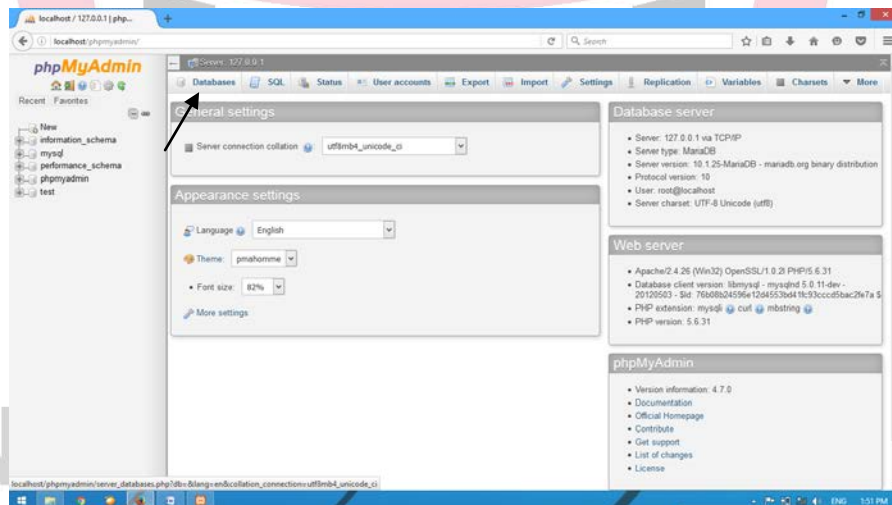 localhost / 127.0.0.1 | php...
localhost/phpmyadmin/
Search
phpMyAdmin
Recent Favorites
New
information_schema
mysql
performance_schema
phpmyadmin
test
Server: 127.0.0.1
Databases SQL Status User accounts Export Import Settings Replication Variables Charsets More
General settings
Server connection collation utf8mb4_unicode_ci
Appearance settings
Language English
Theme: pmahomme
Font size: 82%
More settings
Database server
Server: 127.0.0.1 via TCP/IP
Server type: MariaDB
Server version: 10.1.25-MariaDB - mariadb.org binary distribution
Protocol version: 10
User: root@localhost
Server charset: UTF-8 Unicode (utf8)
Web server
Apache/2.4.26 (Win32) OpenSSL/1.0.2l PHP/5.6.31
Database client version: libmysql - mysqlnd 5.0.11-dev -
20120503 - $Id:
PHP extension: mysqli curl mbstring
PHP version: 5.6.31
phpMyAdmin
Version information: 4.7.0
Documentation
Official Homepage
Contribute
Get support
List of changes
License
localhost/phpmyadmin/server_databases.php?db=&lang=en&collation_connection=utf8mb4_unicode_ci
ENG 1:51 PM